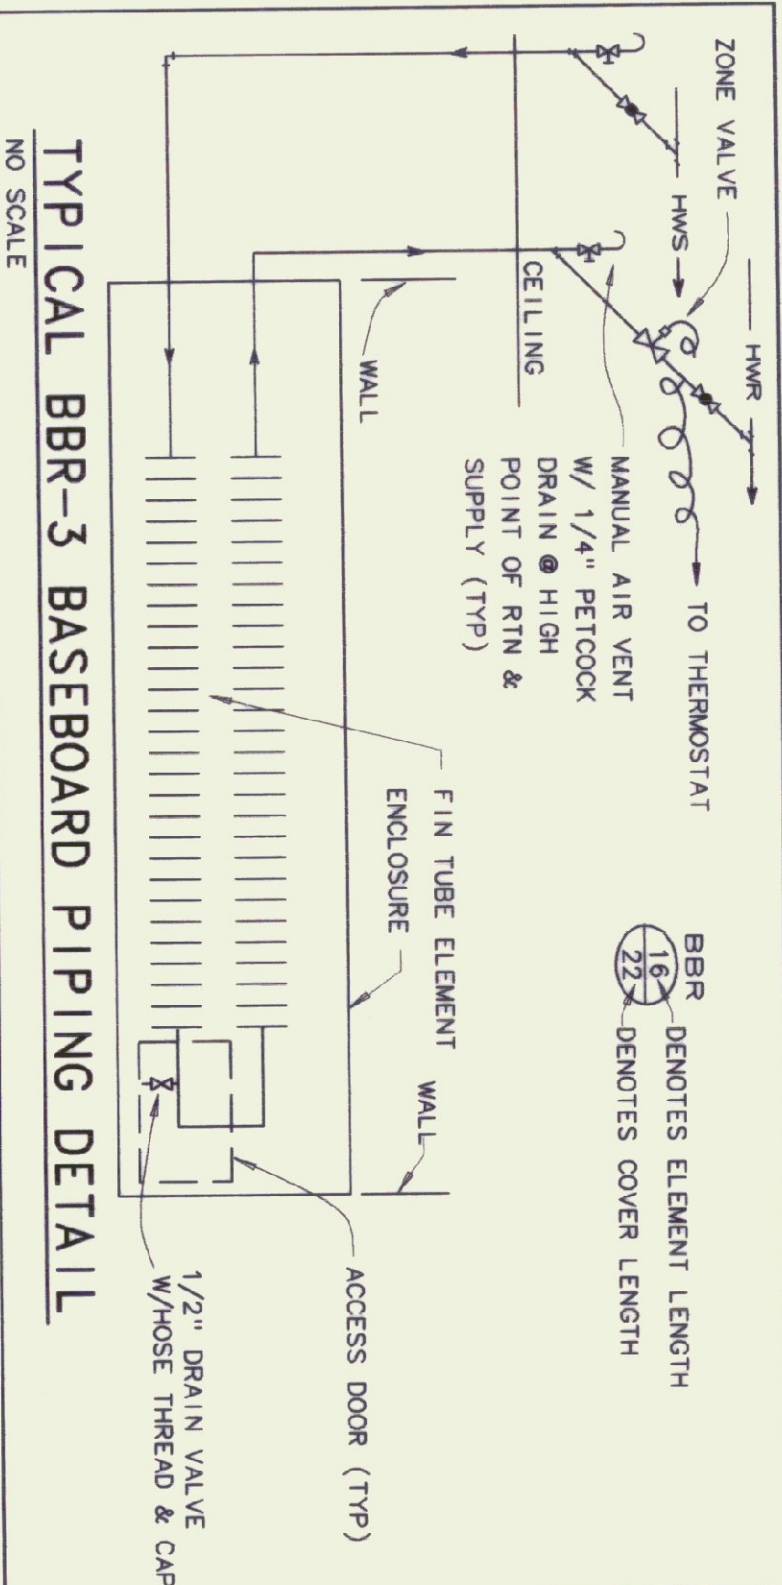 ZONE VALVE
HWS
HWR
TO THERMOSTAT
CEILING
MANUAL AIR VENT
W/ 1/4" PETCOCK
DRAIN @ HIGH
POINT OF RTN &
SUPPLY (TYP)
BBR
16
22
DENOTES ELEMENT LENGTH
DENOTES COVER LENGTH
WALL
FIN TUBE ELEMENT
ENCLOSURE
WALL
ACCESS DOOR (TYP)
1/2" DRAIN VALVE
W/HOSE THREAD & CAP
TYPICAL BBR-3 BASEBOARD PIPING DETAIL
NO SCALE